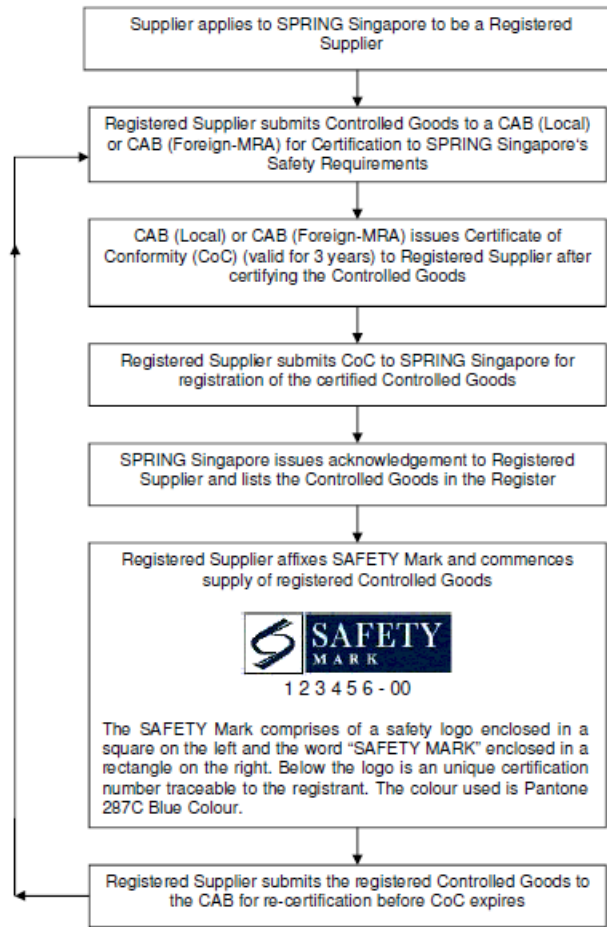 Supplier applies to SPRING Singapore to be a Registered
Supplier
Registered Supplier submits Controlled Goods to a CAB (Local)
or CAB (Foreign-MRA) for Certification to SPRING Singapore's
Safety Requirements
CAB (Local) or CAB (Foreign-MRA) issues Certificate of
Conformity (CoC) (valid for 3 years) to Registered Supplier after
certifying the Controlled Goods
Registered Supplier submits CoC to SPRING Singapore for
registration of the certified Controlled Goods
SPRING Singapore issues acknowledgement to Registered
Supplier and lists the Controlled Goods in the Register
Registered Supplier affixes SAFETY Mark and commences
supply of registered Controlled Goods
SAFETY
MARK
1 2 3 4 5 6 - 00
The SAFETY Mark comprises of a safety logo enclosed in a
square on the left and the word “SAFETY MARK” enclosed in a
rectangle on the right. Below the logo is an unique certification
number traceable to the registrant. The colour used is Pantone
287C Blue Colour.
Registered Supplier submits the registered Controlled Goods to
the CAB for re-certification before CoC expires